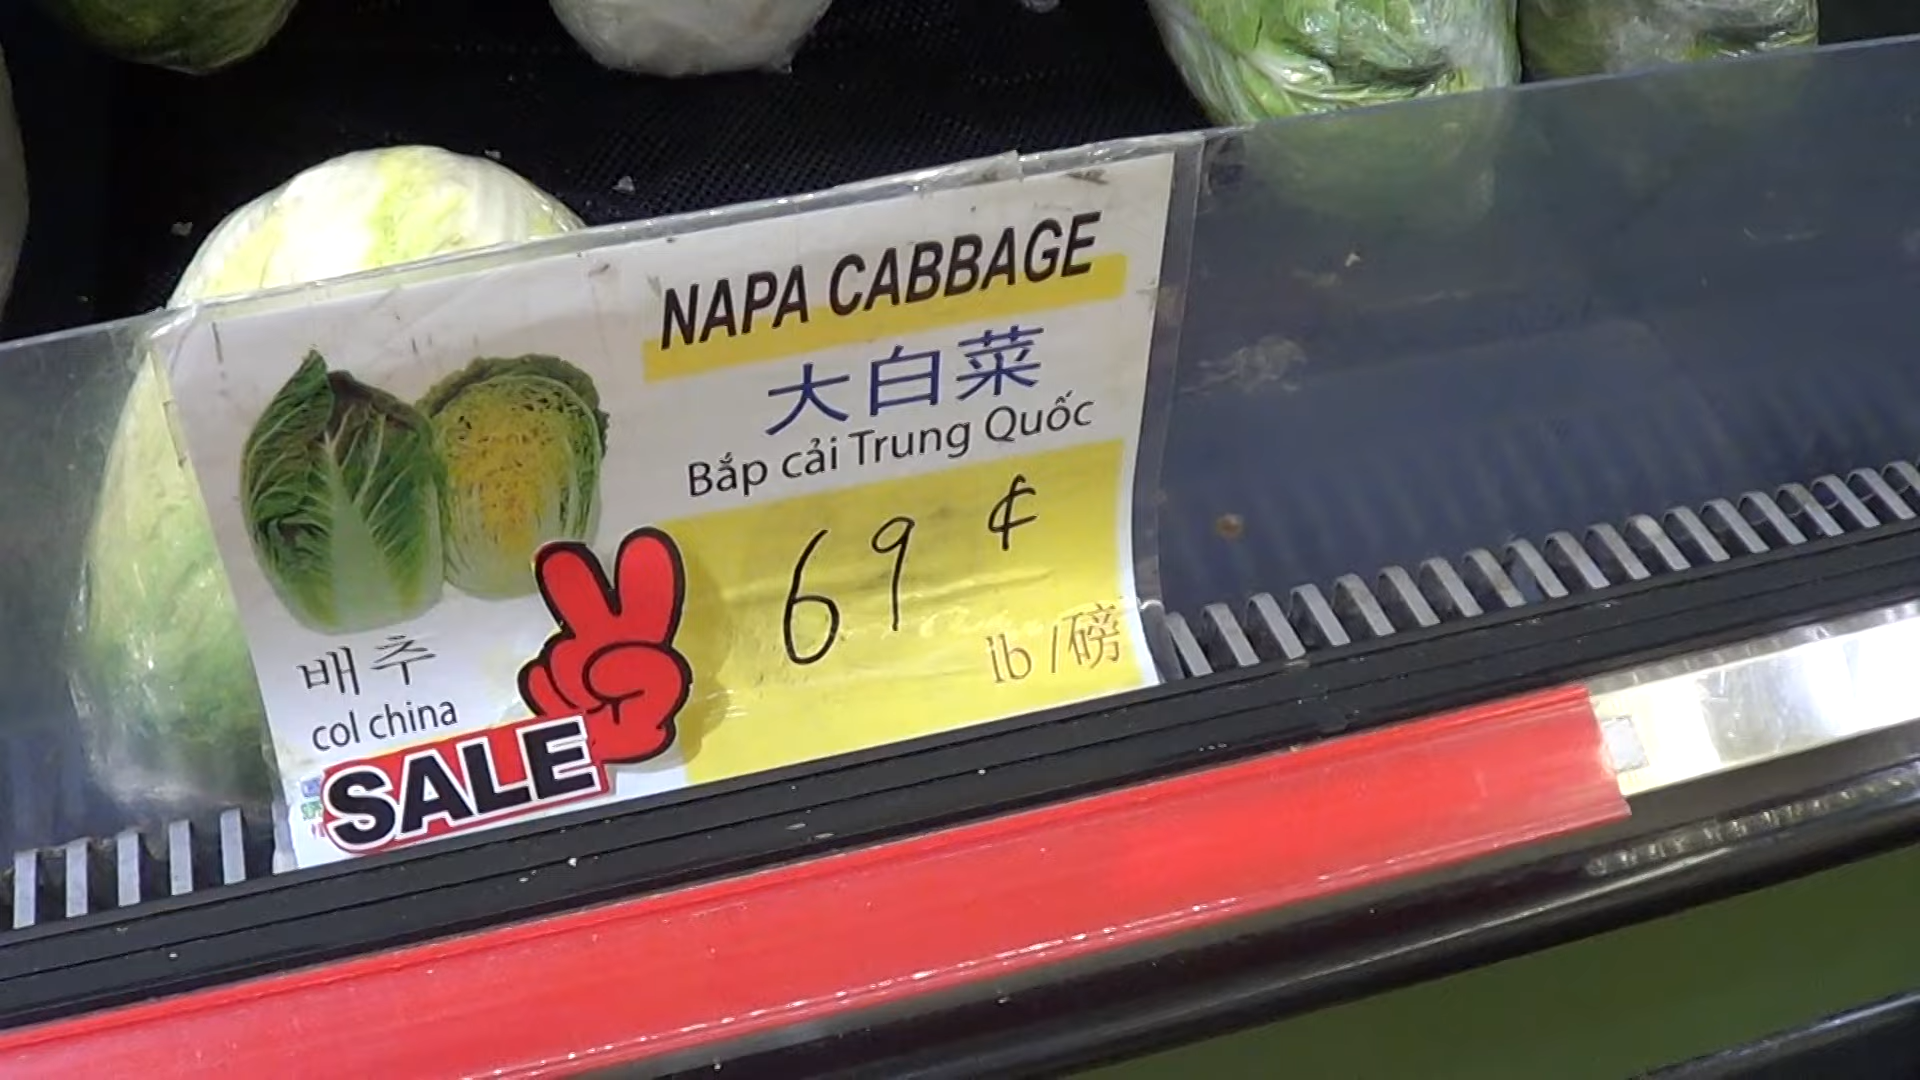 NAPA CABBAGE
大白菜
Bắp cải Trung Quốc
69 ¢
lb /磅
배추
col china
SALE